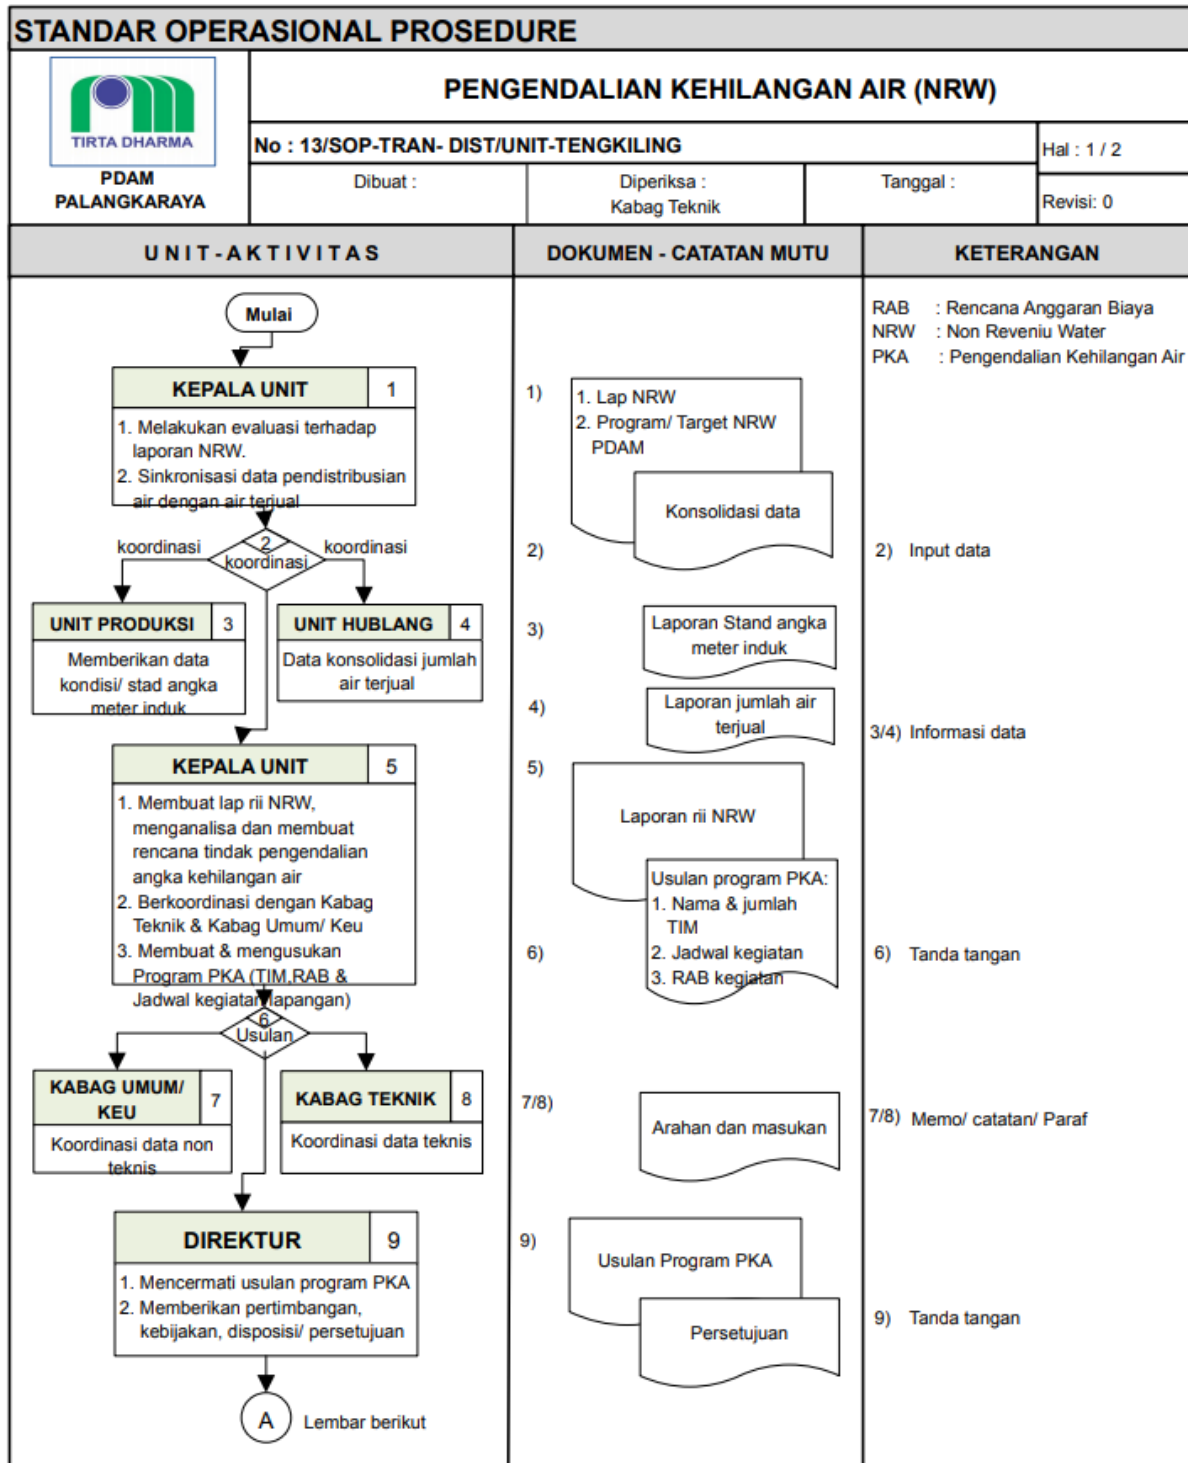 STANDAR OPERASIONAL PROSEDURE
TIRTA DHARMA
PDAM
PALANGKARAYA
PENGENDALIAN KEHILANGAN AIR (NRW)
No : 13/SOP-TRAN- DIST/UNIT-TENGKILING
Hal : 1 / 2
Dibuat :
Diperiksa :
Kabag Teknik
Tanggal :
Revisi: 0
UNIT-AKTIVITAS
DOKUMEN - CATATAN MUTU
KETERANGAN
Mulai
KEPALA UNIT
1
1. Melakukan evaluasi terhadap
laporan NRW.
2. Sinkronisasi data pendistribusian
air dengan air terjual
koordinasi
2
koordinasi
koordinasi
UNIT PRODUKSI
3
Memberikan data
kondisi/ stad angka
meter induk
UNIT HUBLANG
4
Data konsolidasi jumlah
air terjual
KEPALA UNIT
5
1. Membuat lap rii NRW,
menganalisa dan membuat
rencana tindak pengendalian
angka kehilangan air
2. Berkoordinasi dengan Kabag
Teknik & Kabag Umum/ Keu
3. Membuat & mengusukan
Program PKA (TIM,RAB &
Jadwal kegiatan lapangan)
6
Usulan
KABAG UMUM/
KEU
7
Koordinasi data non
teknis
KABAG TEKNIK
8
Koordinasi data teknis
DIREKTUR
9
1. Mencermati usulan program PKA
2. Memberikan pertimbangan,
kebijakan, disposisi/ persetujuan
A
Lembar berikut
1)
1. Lap NRW
2. Program/ Target NRW
PDAM
Konsolidasi data
2)
3)
Laporan Stand angka
meter induk
4)
Laporan jumlah air
terjual
5)
Laporan rii NRW
Usulan program PKA:
1. Nama & jumlah
TIM
2. Jadwal kegiatan
3. RAB kegiatan
6)
7/8)
Arahan dan masukan
9)
Usulan Program PKA
Persetujuan
RAB : Rencana Anggaran Biaya
NRW : Non Reveniu Water
PKA : Pengendalian Kehilangan Air
2) Input data
3/4) Informasi data
6) Tanda tangan
7/8) Memo/ catatan/ Paraf
9) Tanda tangan